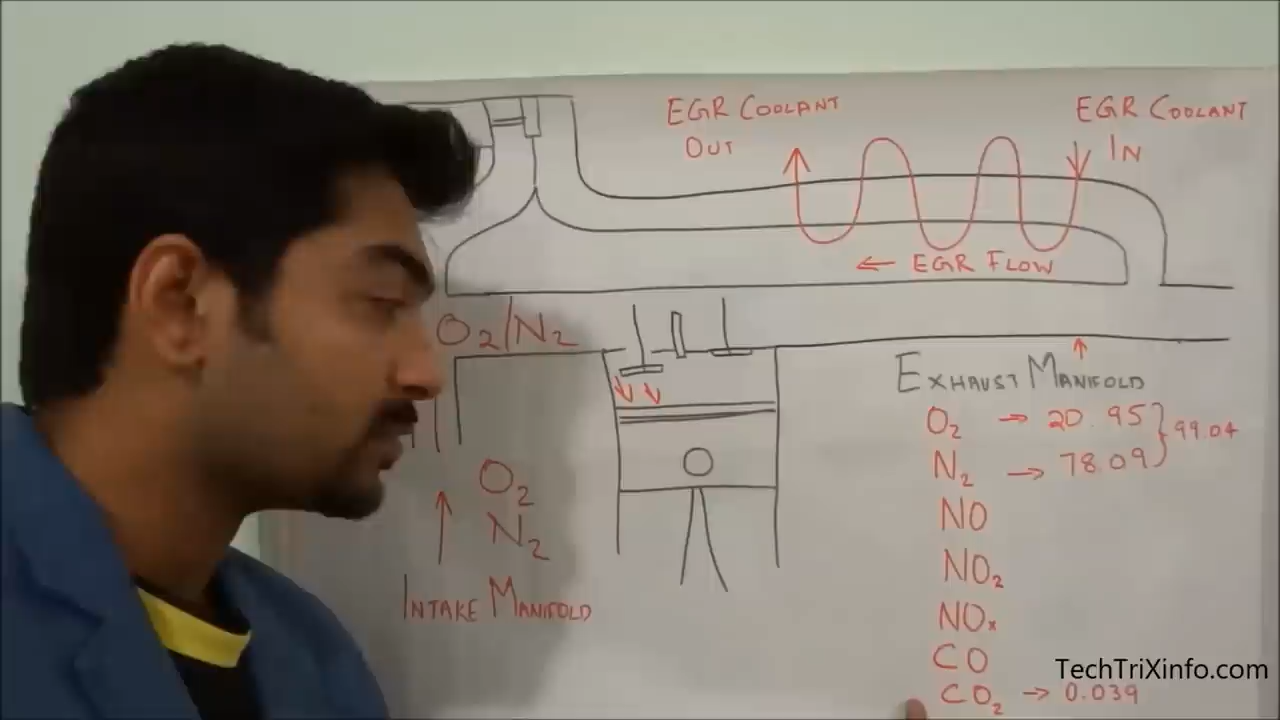 EGR COOLANT
OUT
EGR COOLANT
IN
← EGR FLOW
O2/N2
EXHAUST MANIFOLD
O2 → 20.95 } 99.04
N2 → 78.09
NO
NO2
NOx
CO
CO2 → 0.039
O2
N2
INTAKE MANIFOLD
TechTriXinfo.com